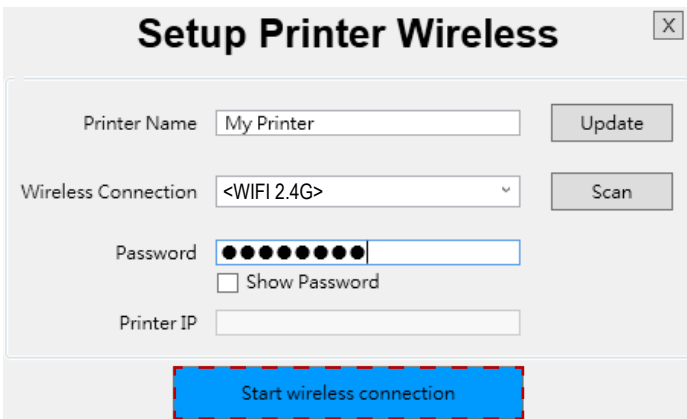 Setup Printer Wireless
X
Printer Name My Printer Update
Wireless Connection <WIFI 2.4G> Scan
Password ●●●●●●●●
Show Password
Printer IP
Start wireless connection